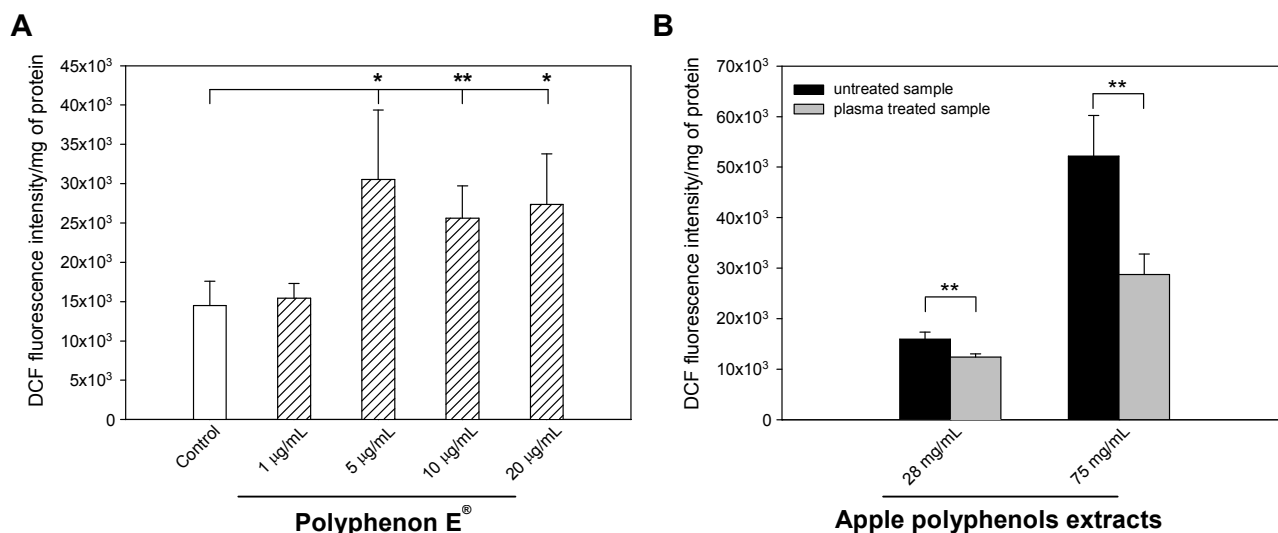 A
DCF fluorescence intensity/mg of protein
45x10³
40x10³
35x10³
30x10³
25x10³
20x10³
15x10³
10x10³
5x10³
0
*
**
*
Control
1 µg/mL
5 µg/mL
10 µg/mL
20 µg/mL
Polyphenon E®
B
DCF fluorescence intensity/mg of protein
70x10³
60x10³
50x10³
40x10³
30x10³
20x10³
10x10³
0
untreated sample
plasma treated sample
**
**
28 mg/mL
75 mg/mL
Apple polyphenols extracts